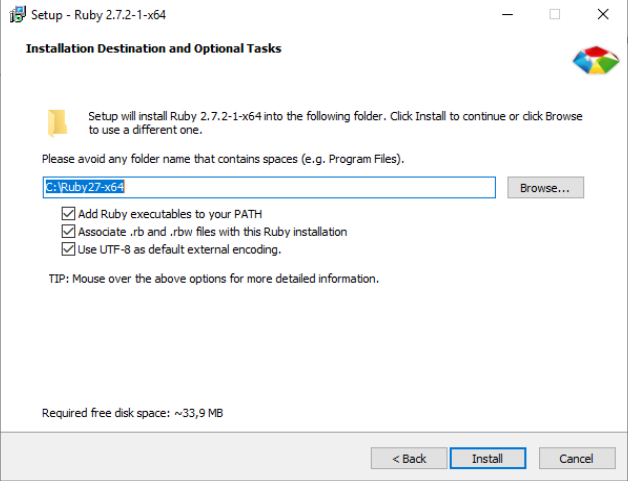 Setup - Ruby 2.7.2-1-x64
Installation Destination and Optional Tasks
Setup will install Ruby 2.7.2-1-x64 into the following folder. Click Install to continue or click Browse
to use a different one.
Please avoid any folder name that contains spaces (e.g. Program Files).
C:\Ruby27-x64
Browse...
Add Ruby executables to your PATH
Associate .rb and .rbw files with this Ruby installation
Use UTF-8 as default external encoding.
TIP: Mouse over the above options for more detailed information.
Required free disk space: ~33,9 MB
< Back Install Cancel